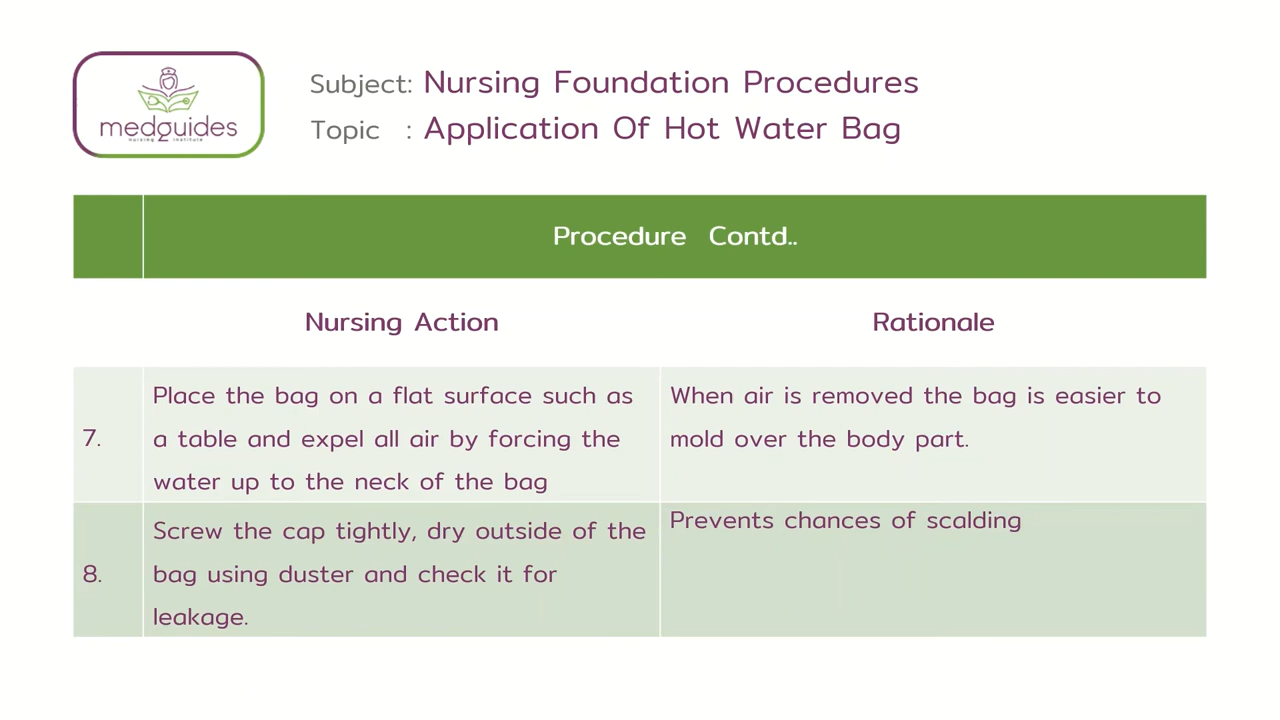 medguides
nursing institute
Subject: Nursing Foundation Procedures
Topic : Application Of Hot Water Bag
Procedure Contd..
Nursing Action
Rationale
7.
Place the bag on a flat surface such as
a table and expel all air by forcing the
water up to the neck of the bag
When air is removed the bag is easier to
mold over the body part.
8.
Screw the cap tightly, dry outside of the
bag using duster and check it for
leakage.
Prevents chances of scalding